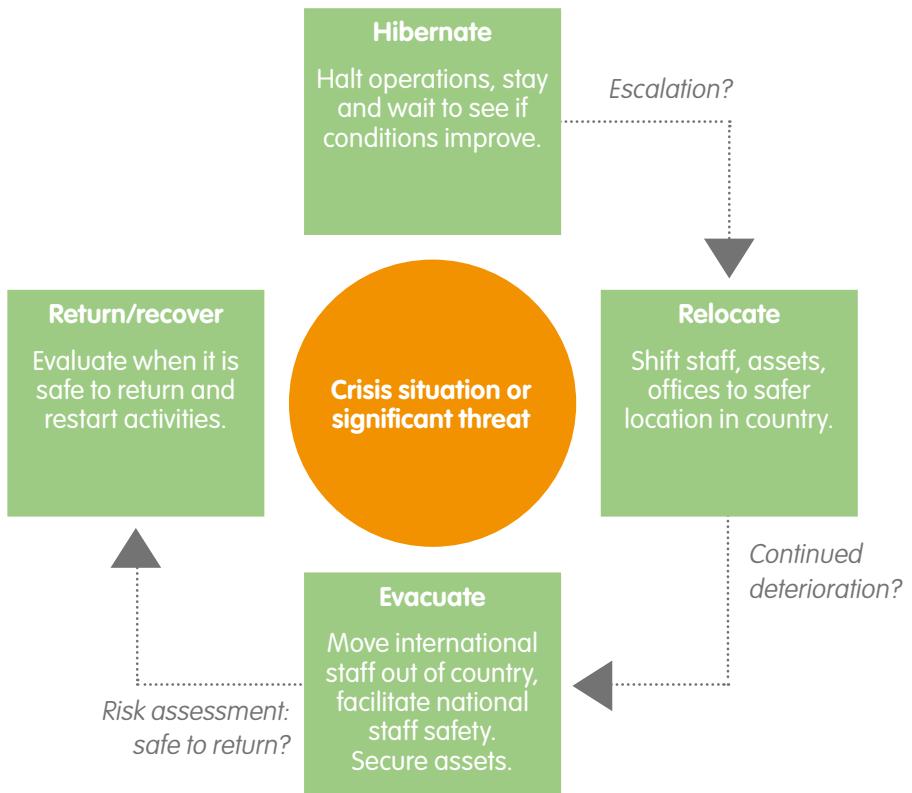 Hibernate
Halt operations, stay
and wait to see if
conditions improve.
Escalation?
Return/recover
Evaluate when it is
safe to return and
restart activities.
Crisis situation or
significant threat
Relocate
Shift staff, assets,
offices to safer
location in country.
Continued
deterioration?
Evacuate
Move international
staff out of country,
facilitate national
staff safety.
Secure assets.
Risk assessment:
safe to return?